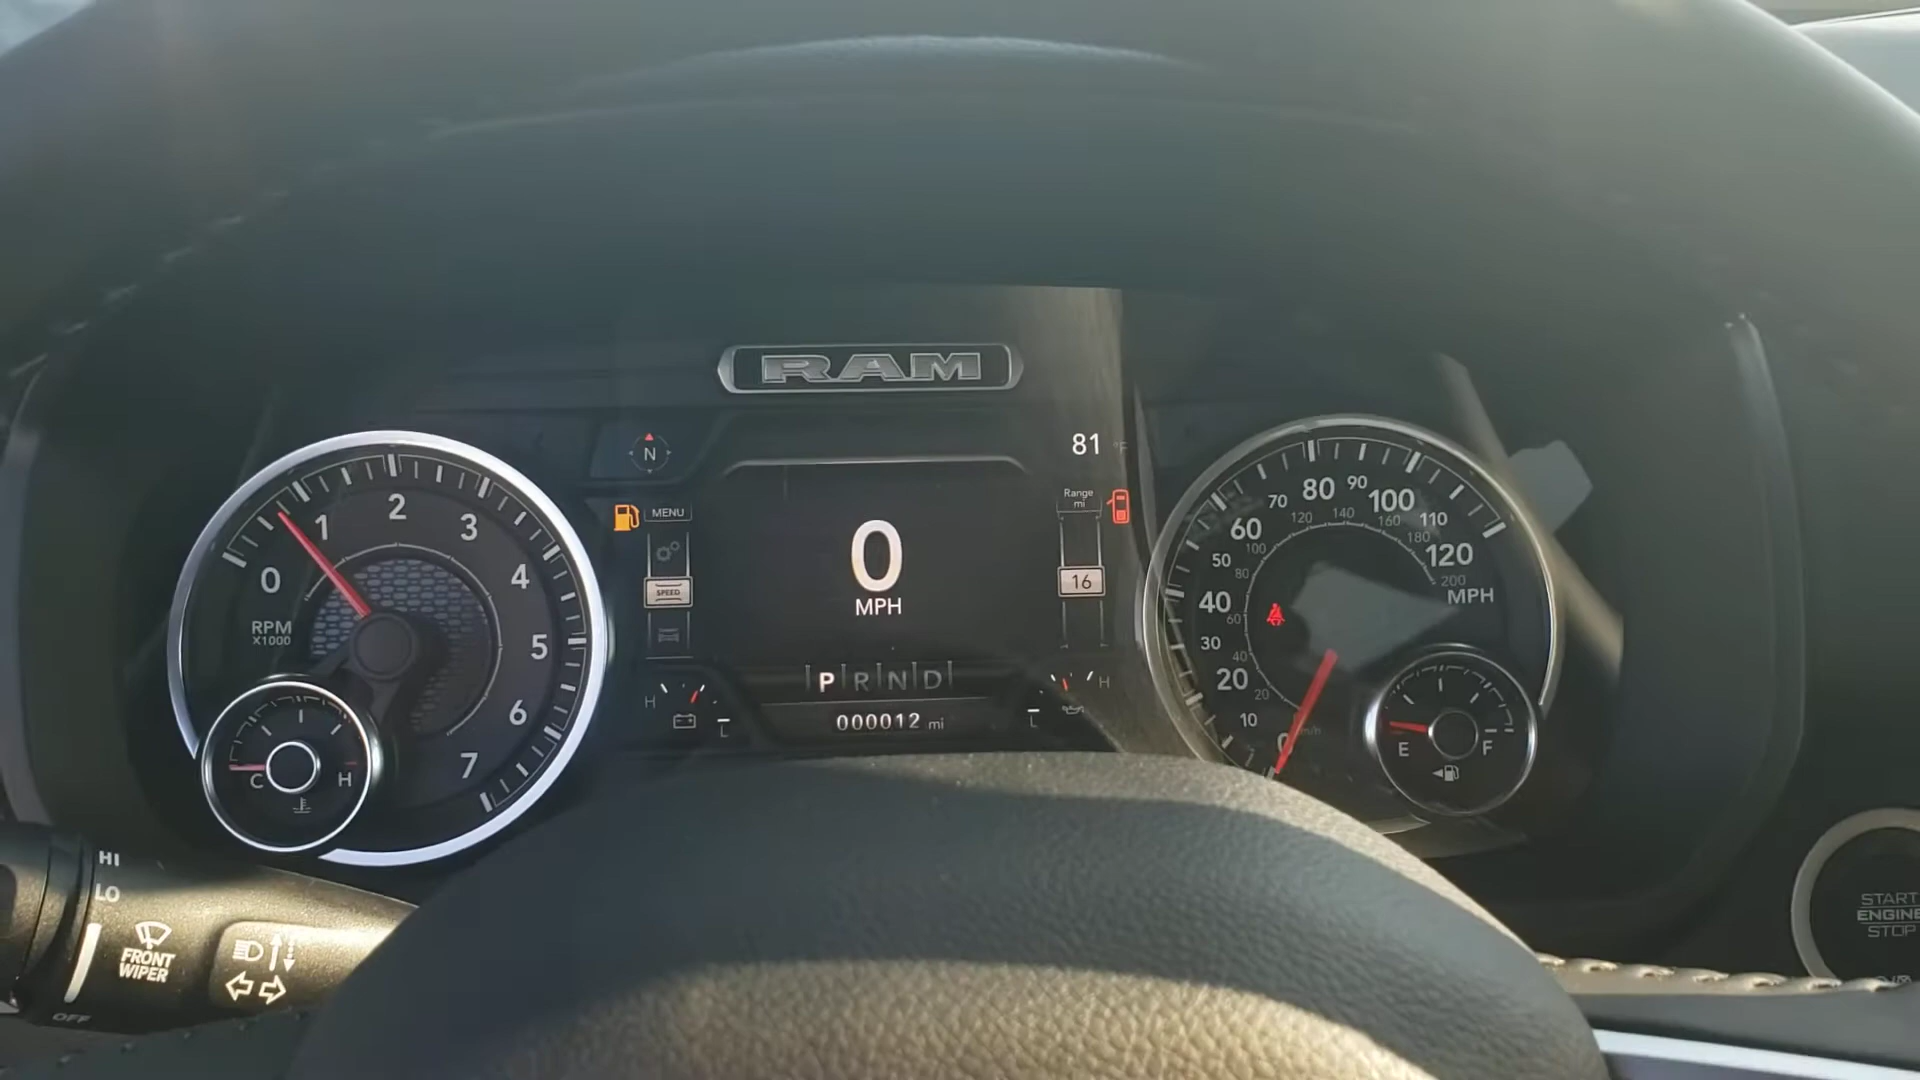 RAM
N
81 °F
MENU
Range
mi
SPEED
16
0
MPH
P R N D
000012 mi
H
L
H
L
0
1
2
3
4
5
6
7
RPM
X1000
C
H
0
10
20
30
40
50
60
70
80
90
100
110
120
MPH
20
40
60
80
100
120
140
160
180
200
km/h
E
F
HI
LO
FRONT
WIPER
OFF
START
ENGINE
STOP